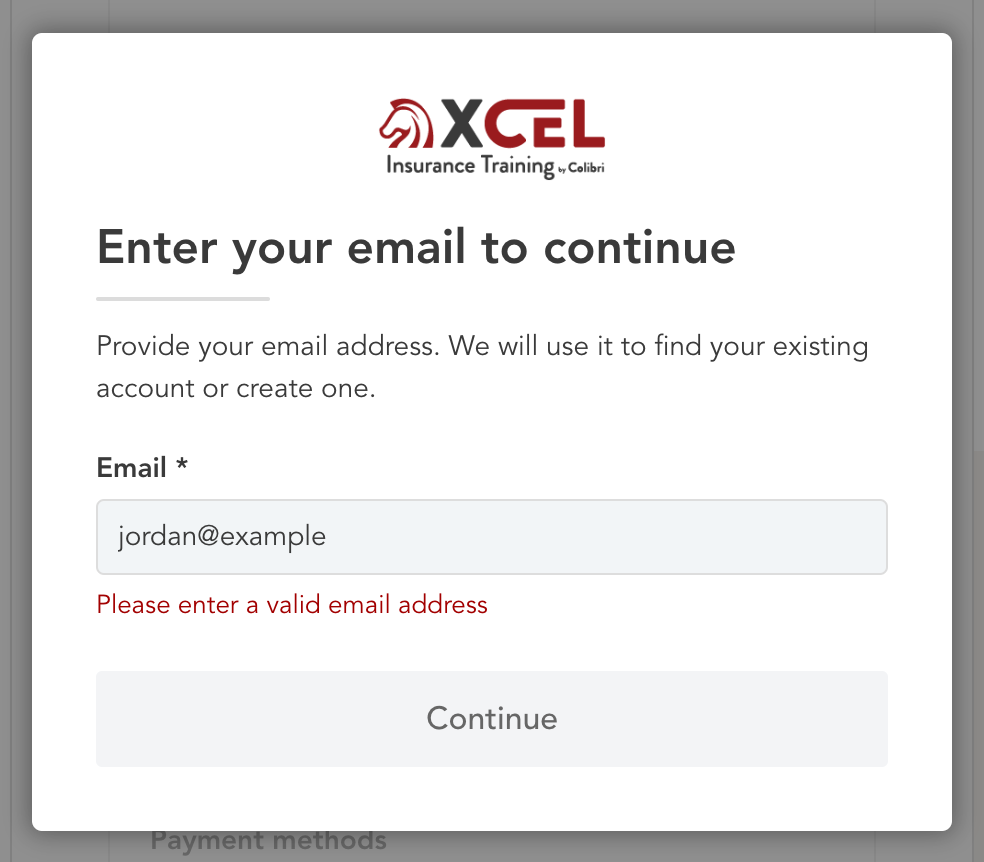 XCEL
Insurance Training by Colibri
Enter your email to continue
Provide your email address. We will use it to find your existing
account or create one.
Email *
jordan@example
Please enter a valid email address
Continue
Payment methods